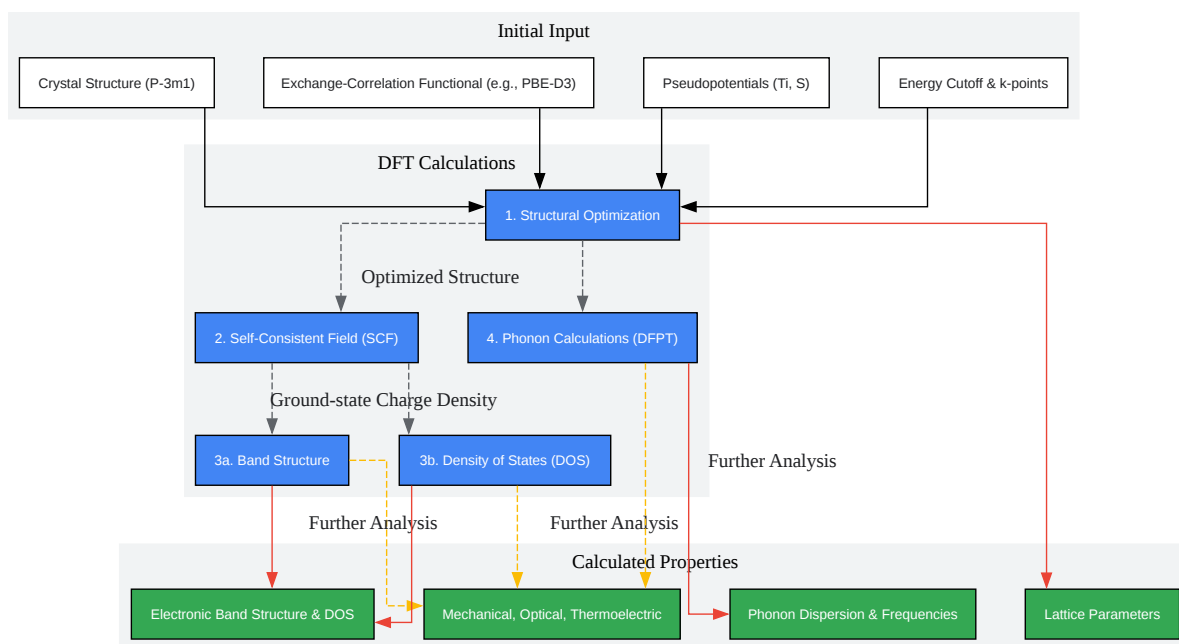 Initial Input
Crystal Structure (P-3m1)
Exchange-Correlation Functional (e.g., PBE-D3)
Pseudopotentials (Ti, S)
Energy Cutoff & k-points
DFT Calculations
1. Structural Optimization
Optimized Structure
2. Self-Consistent Field (SCF)
4. Phonon Calculations (DFPT)
Ground-state Charge Density
3a. Band Structure
3b. Density of States (DOS)
Further Analysis
Further Analysis
Further Analysis
Calculated Properties
Electronic Band Structure & DOS
Mechanical, Optical, Thermoelectric
Phonon Dispersion & Frequencies
Lattice Parameters